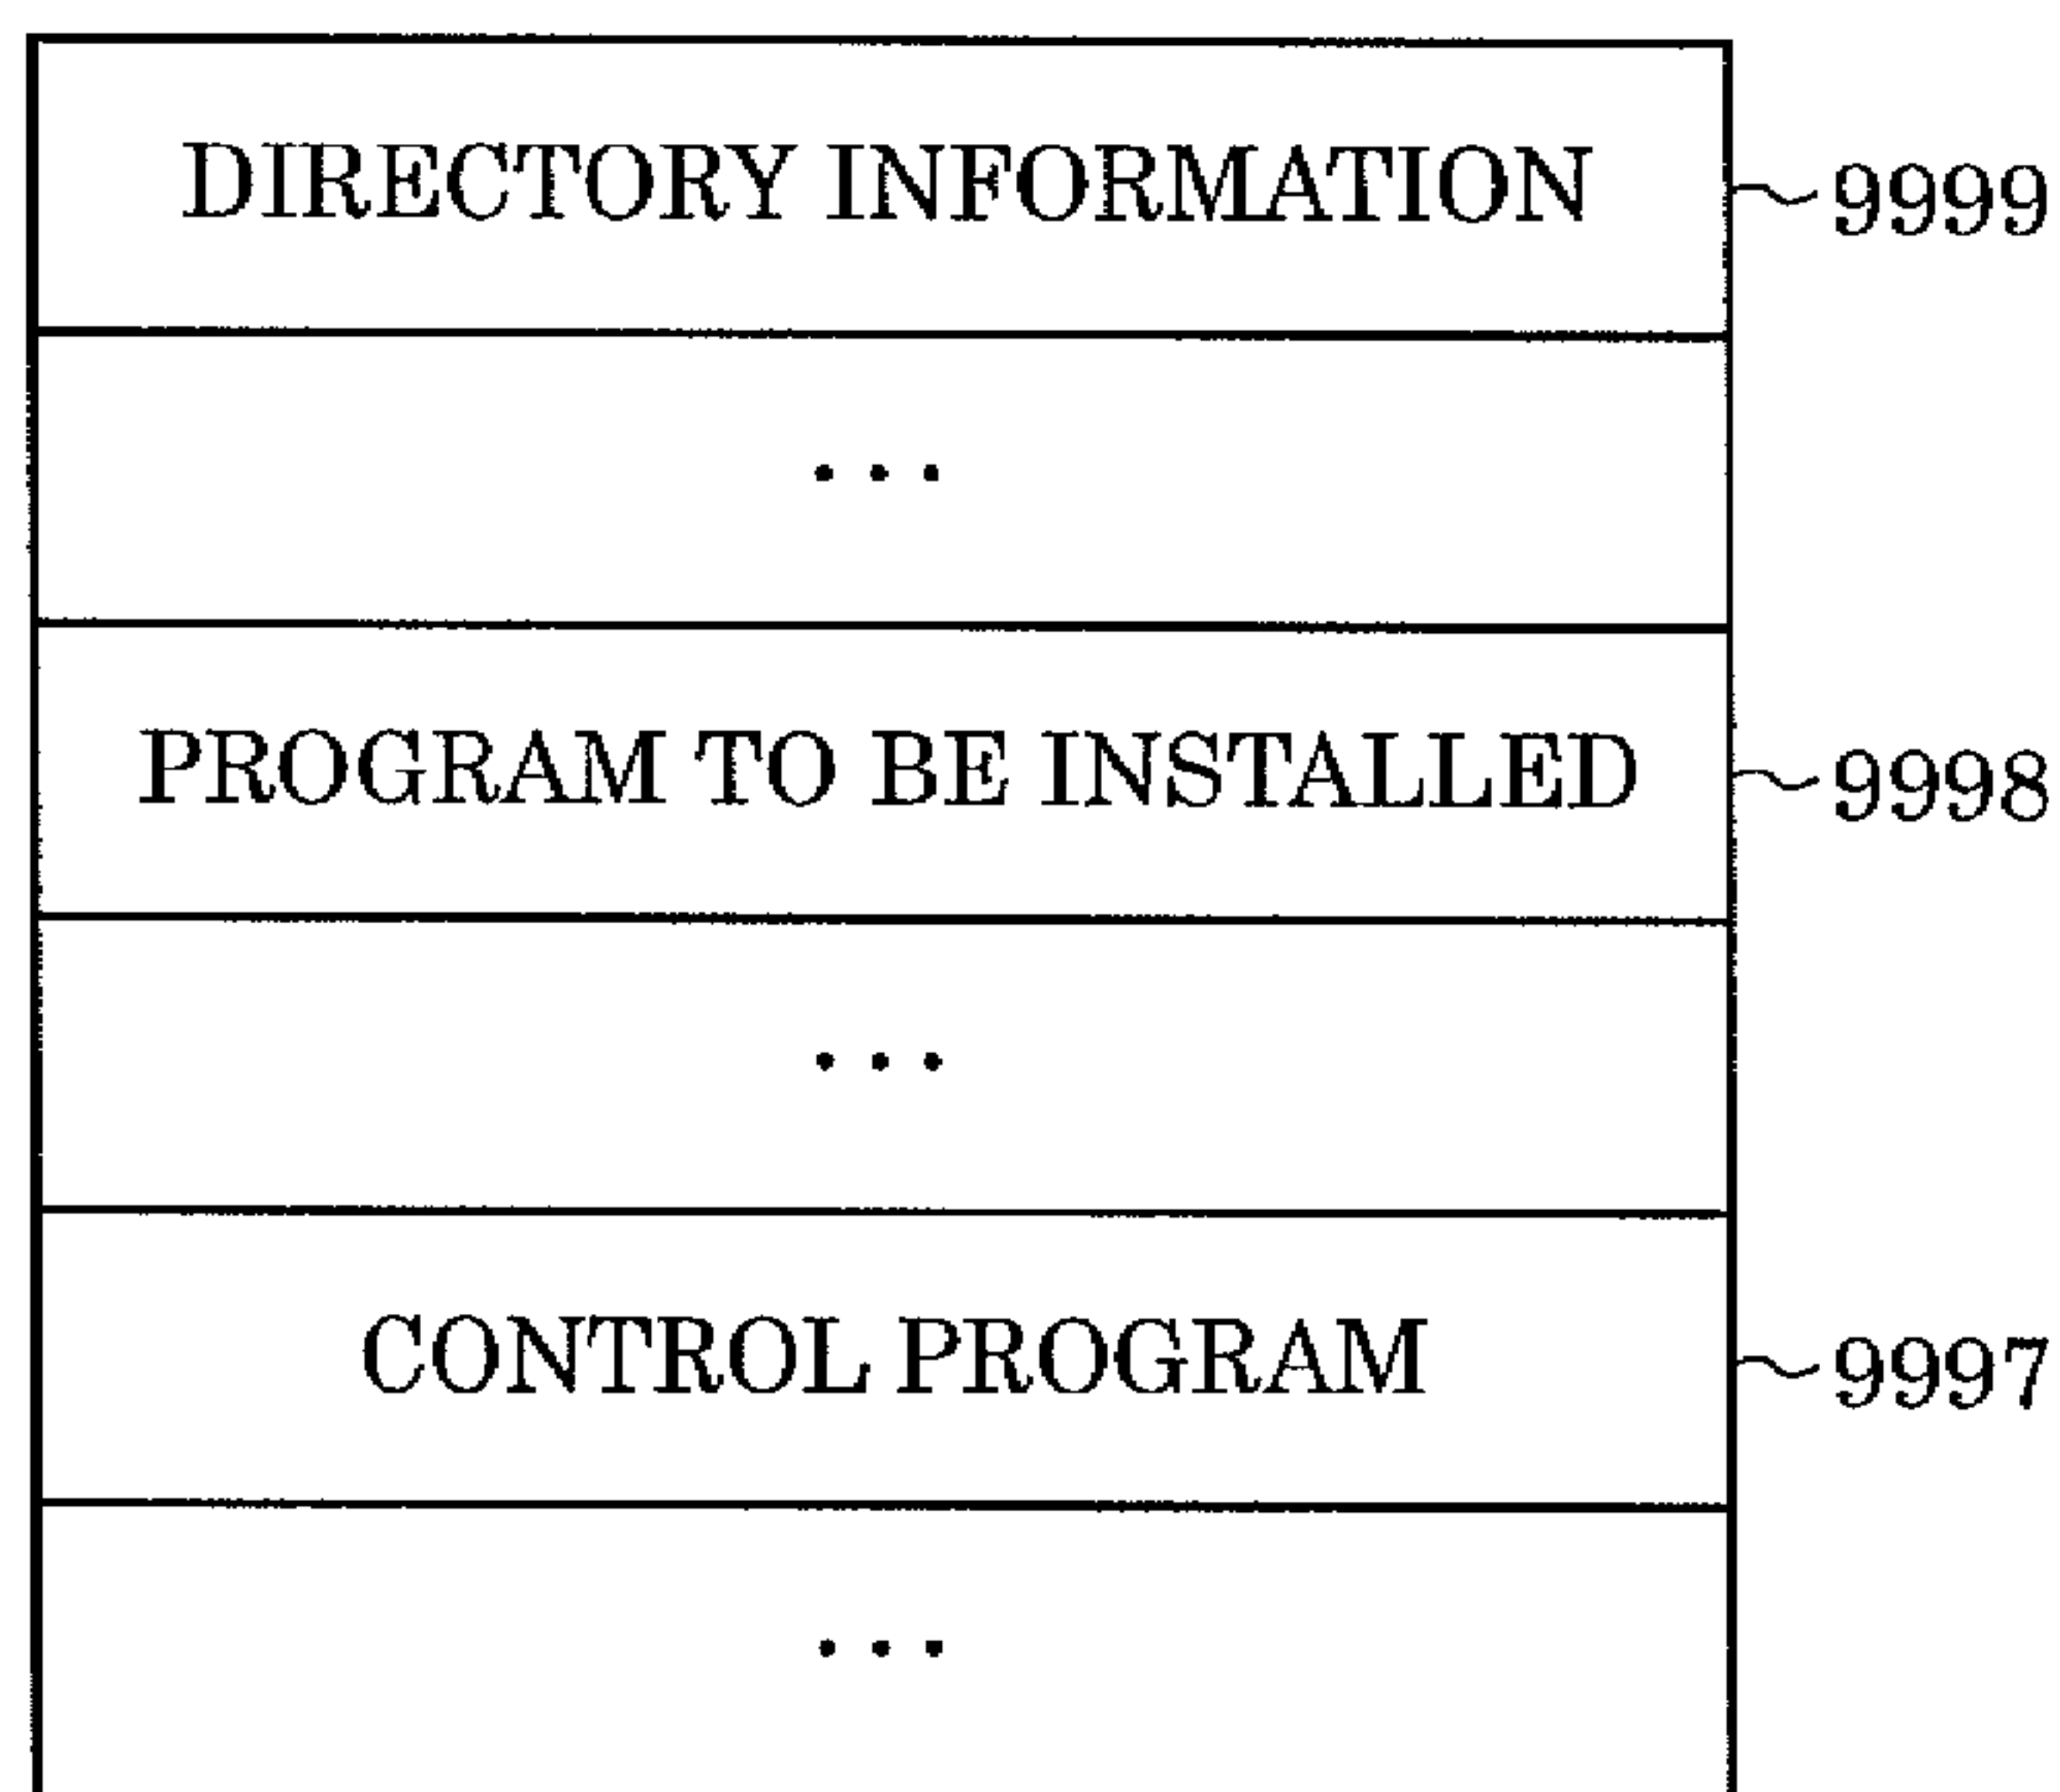 DIRECTORY INFORMATION 9999
...
PROGRAM TO BE INSTALLED 9998
...
CONTROL PROGRAM 9997
...